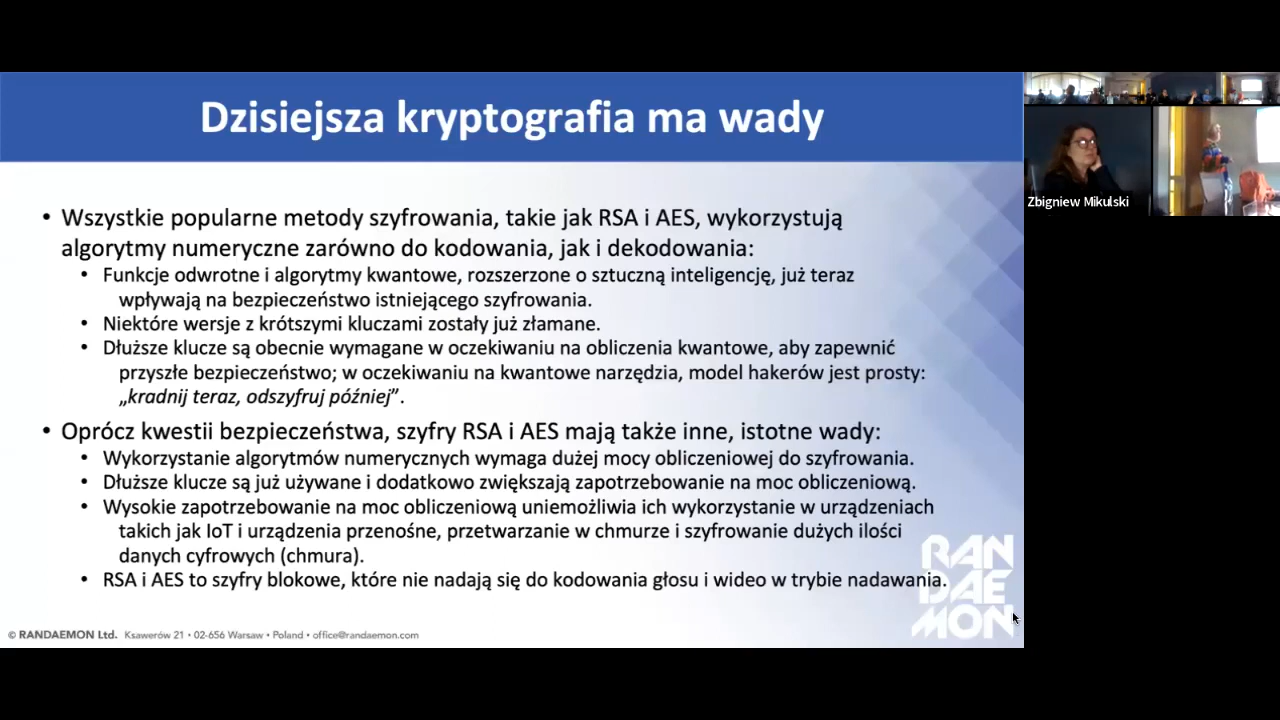 Dzisiejsza kryptografia ma wady
• Wszystkie popularne metody szyfrowania, takie jak RSA i AES, wykorzystują
algorytmy numeryczne zarówno do kodowania, jak i dekodowania:
• Funkcje odwrotne i algorytmy kwantowe, rozszerzone o sztuczną inteligencję, już teraz
wpływają na bezpieczeństwo istniejącego szyfrowania.
• Niektóre wersje z krótszymi kluczami zostały już złamane.
• Dłuższe klucze są obecnie wymagane w oczekiwaniu na obliczenia kwantowe, aby zapewnić
przyszłe bezpieczeństwo; w oczekiwaniu na kwantowe narzędzia, model hakerów jest prosty:
„kradnij teraz, odszyfruj później”.
• Oprócz kwestii bezpieczeństwa, szyfry RSA i AES mają także inne, istotne wady:
• Wykorzystanie algorytmów numerycznych wymaga dużej mocy obliczeniowej do szyfrowania.
• Dłuższe klucze są już używane i dodatkowo zwiększają zapotrzebowanie na moc obliczeniową.
• Wysokie zapotrzebowanie na moc obliczeniową uniemożliwia ich wykorzystanie w urządzeniach
takich jak IoT i urządzenia przenośne, przetwarzanie w chmurze i szyfrowanie dużych ilości
danych cyfrowych (chmura).
• RSA i AES to szyfry blokowe, które nie nadają się do kodowania głosu i wideo w trybie nadawania.
RAN
DAE
MON
© RANDAEMON Ltd. Ksawerów 21 • 02-656 Warsaw • Poland • office@randaemon.com
Zbigniew Mikulski